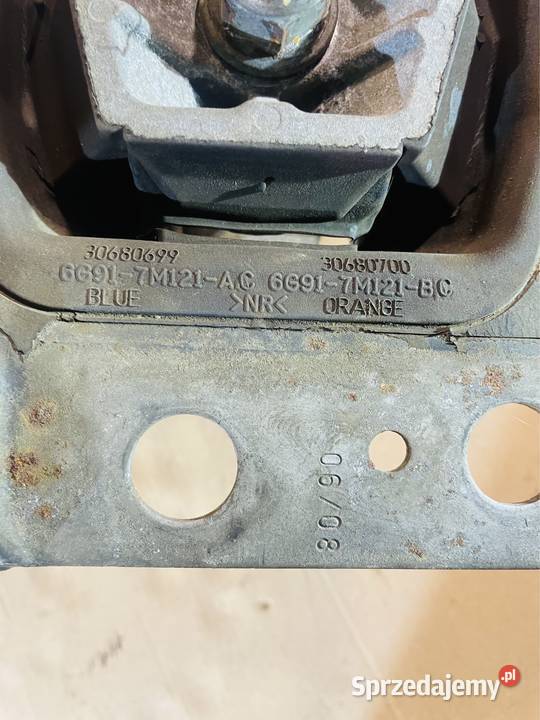 30680699 30680700
6G91-7M121-AC 6G91-7M121-BC
BLUE >NR< ORANGE
06/08
Sprzedajemy.pl